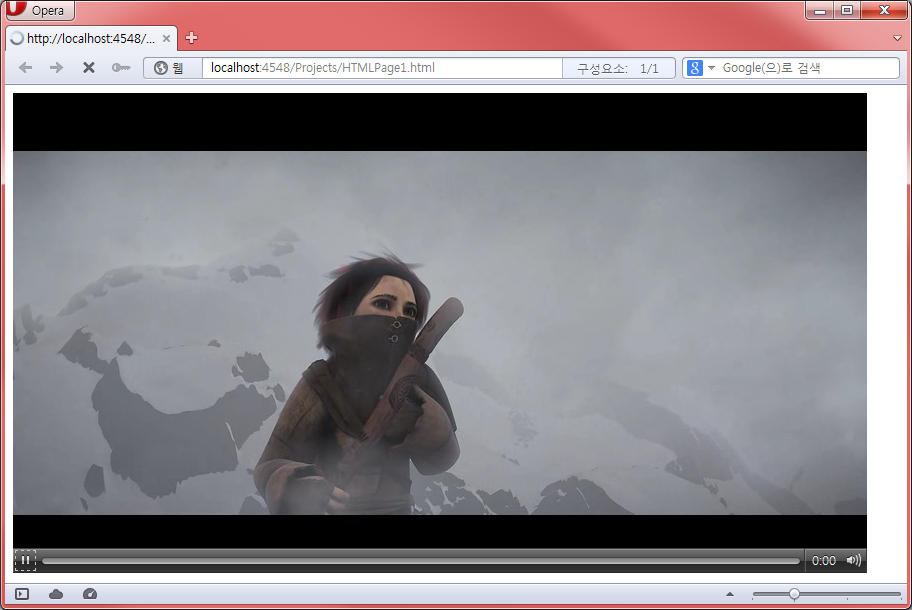 Opera
http://localhost:4548/...
웹
localhost:4548/Projects/HTMLPage1.html
구성요소: 1/1
8
Google(으)로 검색
0:00